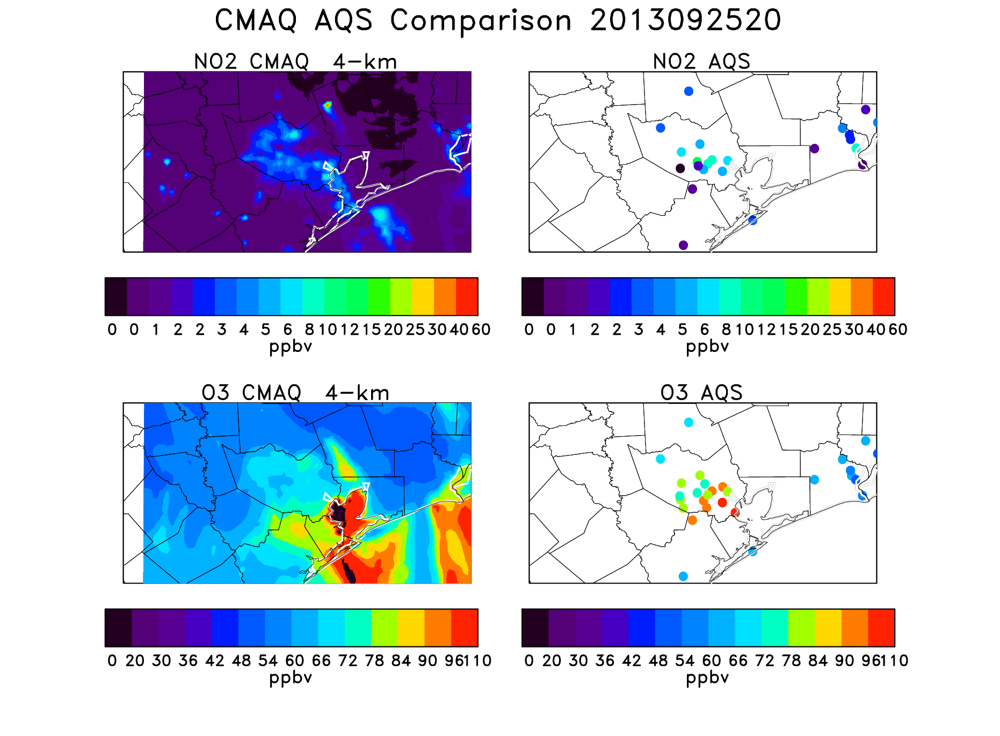 CMAQ AQS Comparison 2013092520
NO2 CMAQ 4-km
NO2 AQS
0 0 1 2 2 3 4 5 6 8 10 12 15 20 25 30 40 60
ppbv
0 0 1 2 2 3 4 5 6 8 10 12 15 20 25 30 40 60
ppbv
O3 CMAQ 4-km
O3 AQS
0 20 30 36 42 48 54 60 66 72 78 84 90 96 110
ppbv
0 20 30 36 42 48 54 60 66 72 78 84 90 96 110
ppbv